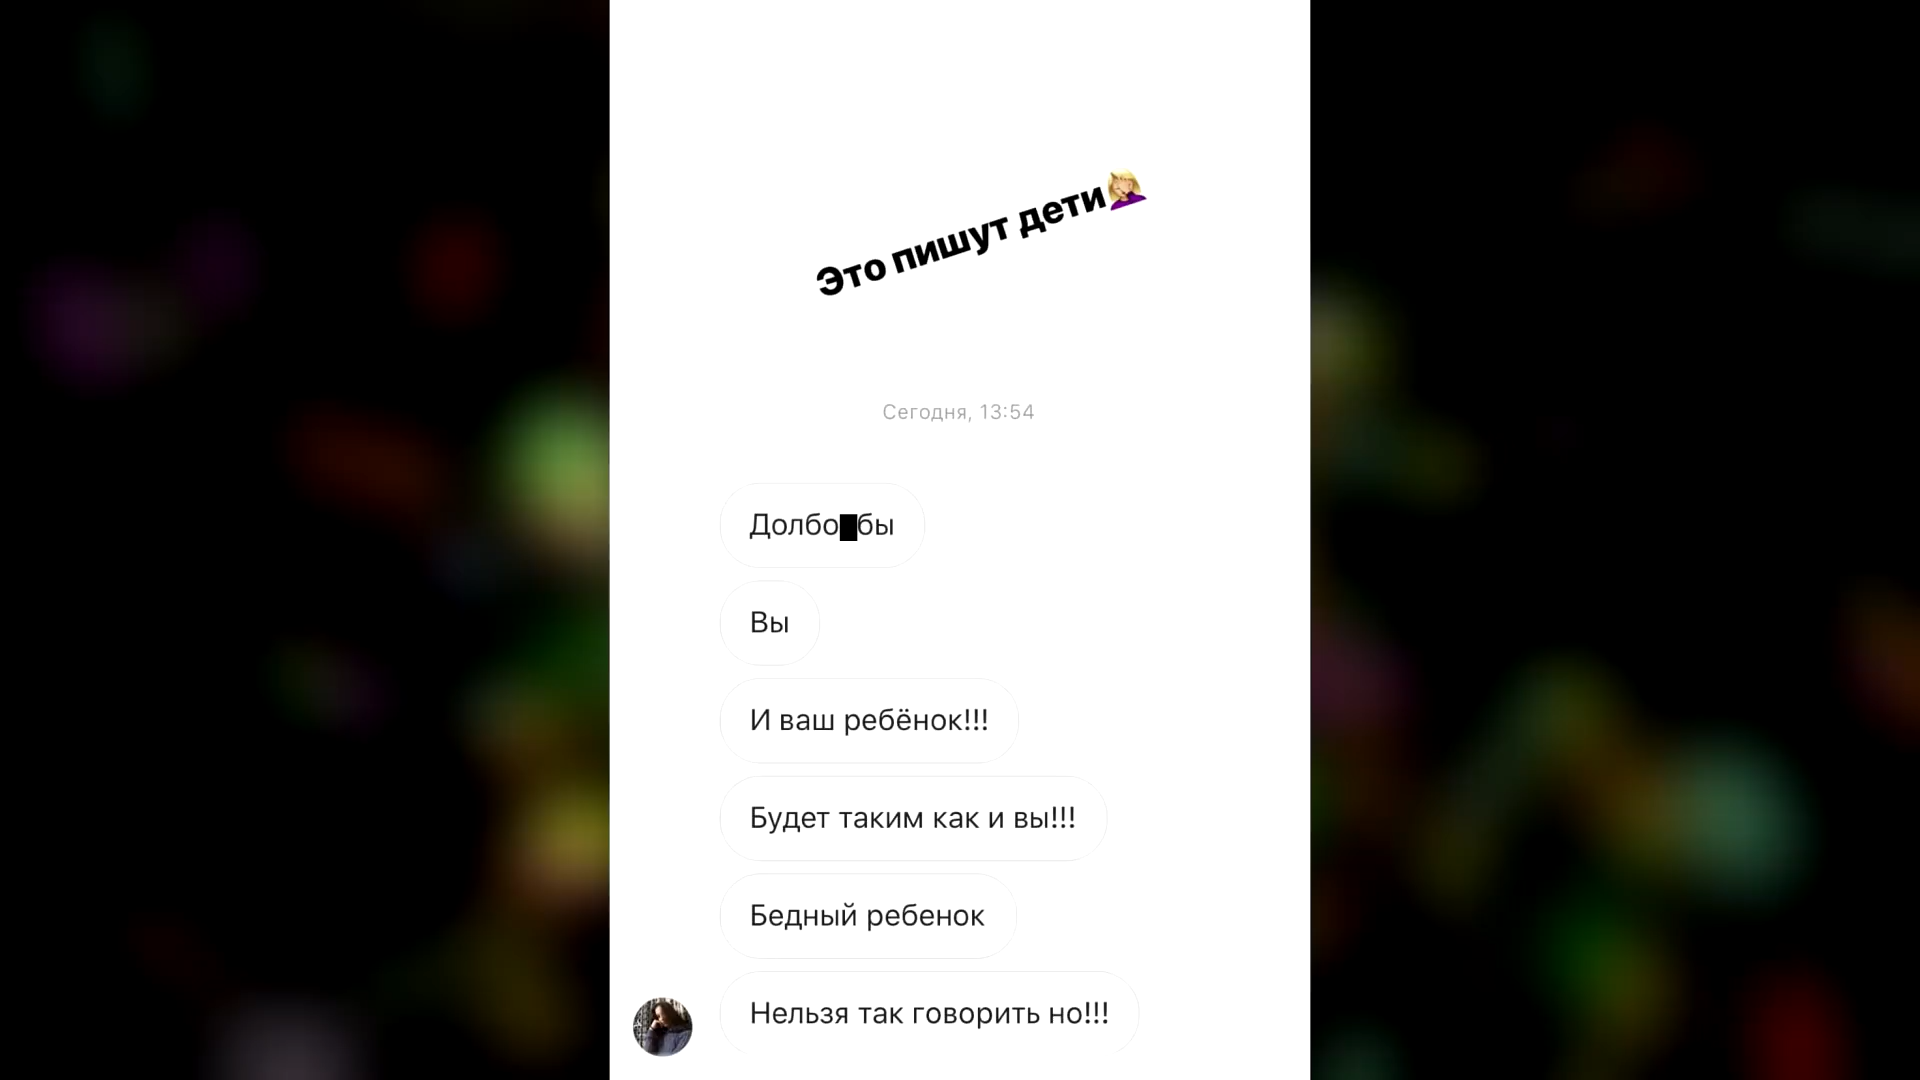 Это пишут дети🤦‍♀️
Сегодня, 13:54
Долбо█бы
Вы
И ваш ребёнок!!!
Будет таким как и вы!!!
Бедный ребенок
Нельзя так говорить но!!!